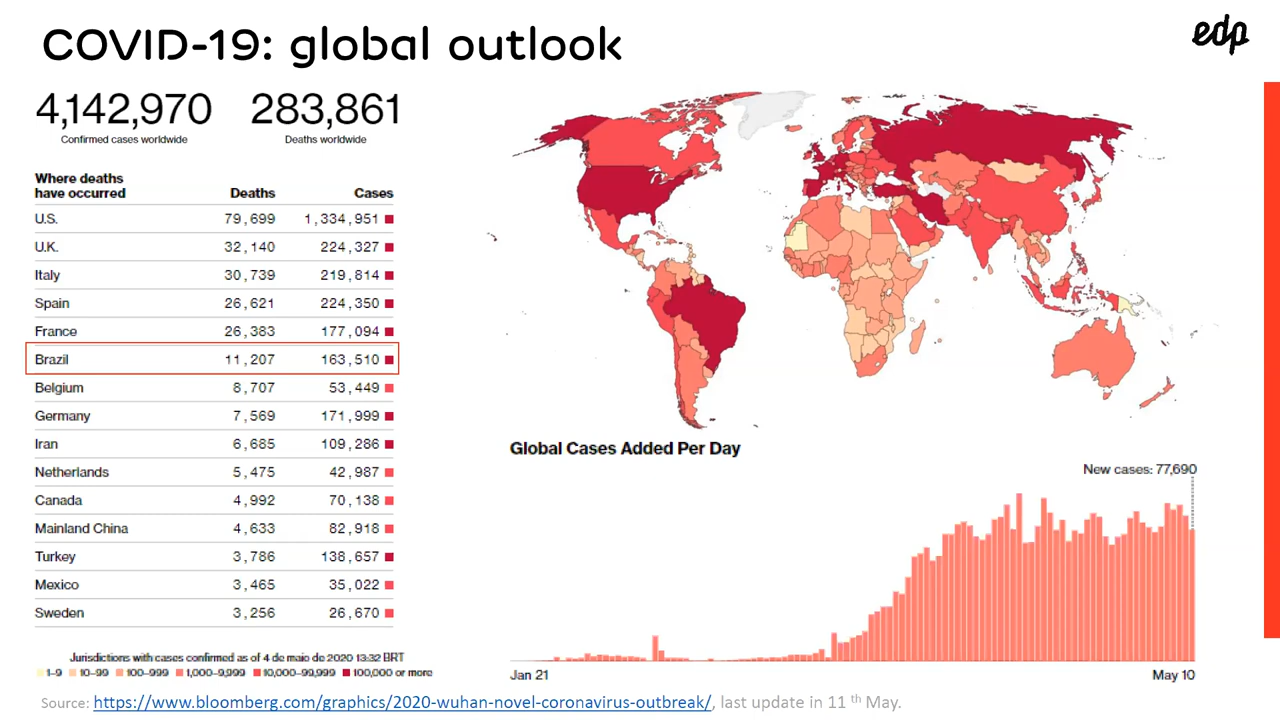 COVID-19: global outlook
edp
4,142,970 283,861
Confirmed cases worldwide Deaths worldwide
Where deaths
have occurred Deaths Cases
U.S. 79,699 1,334,951
U.K. 32,140 224,327
Italy 30,739 219,814
Spain 26,621 224,350
France 26,383 177,094
Brazil 11,207 163,510
Belgium 8,707 53,449
Germany 7,569 171,999
Iran 6,685 109,286
Netherlands 5,475 42,987
Canada 4,992 70,138
Mainland China 4,633 82,918
Turkey 3,786 138,657
Mexico 3,465 35,022
Sweden 3,256 26,670
Jurisdictions with cases confirmed as of 4 de maio de 2020 13:32 BRT
1–9 10–99 100–999 1,000–9,999 10,000–99,999 100,000 or more
Global Cases Added Per Day
New cases: 77,690
Jan 21 May 10
Source: https://www.bloomberg.com/graphics/2020-wuhan-novel-coronavirus-outbreak/, last update in 11 th May.